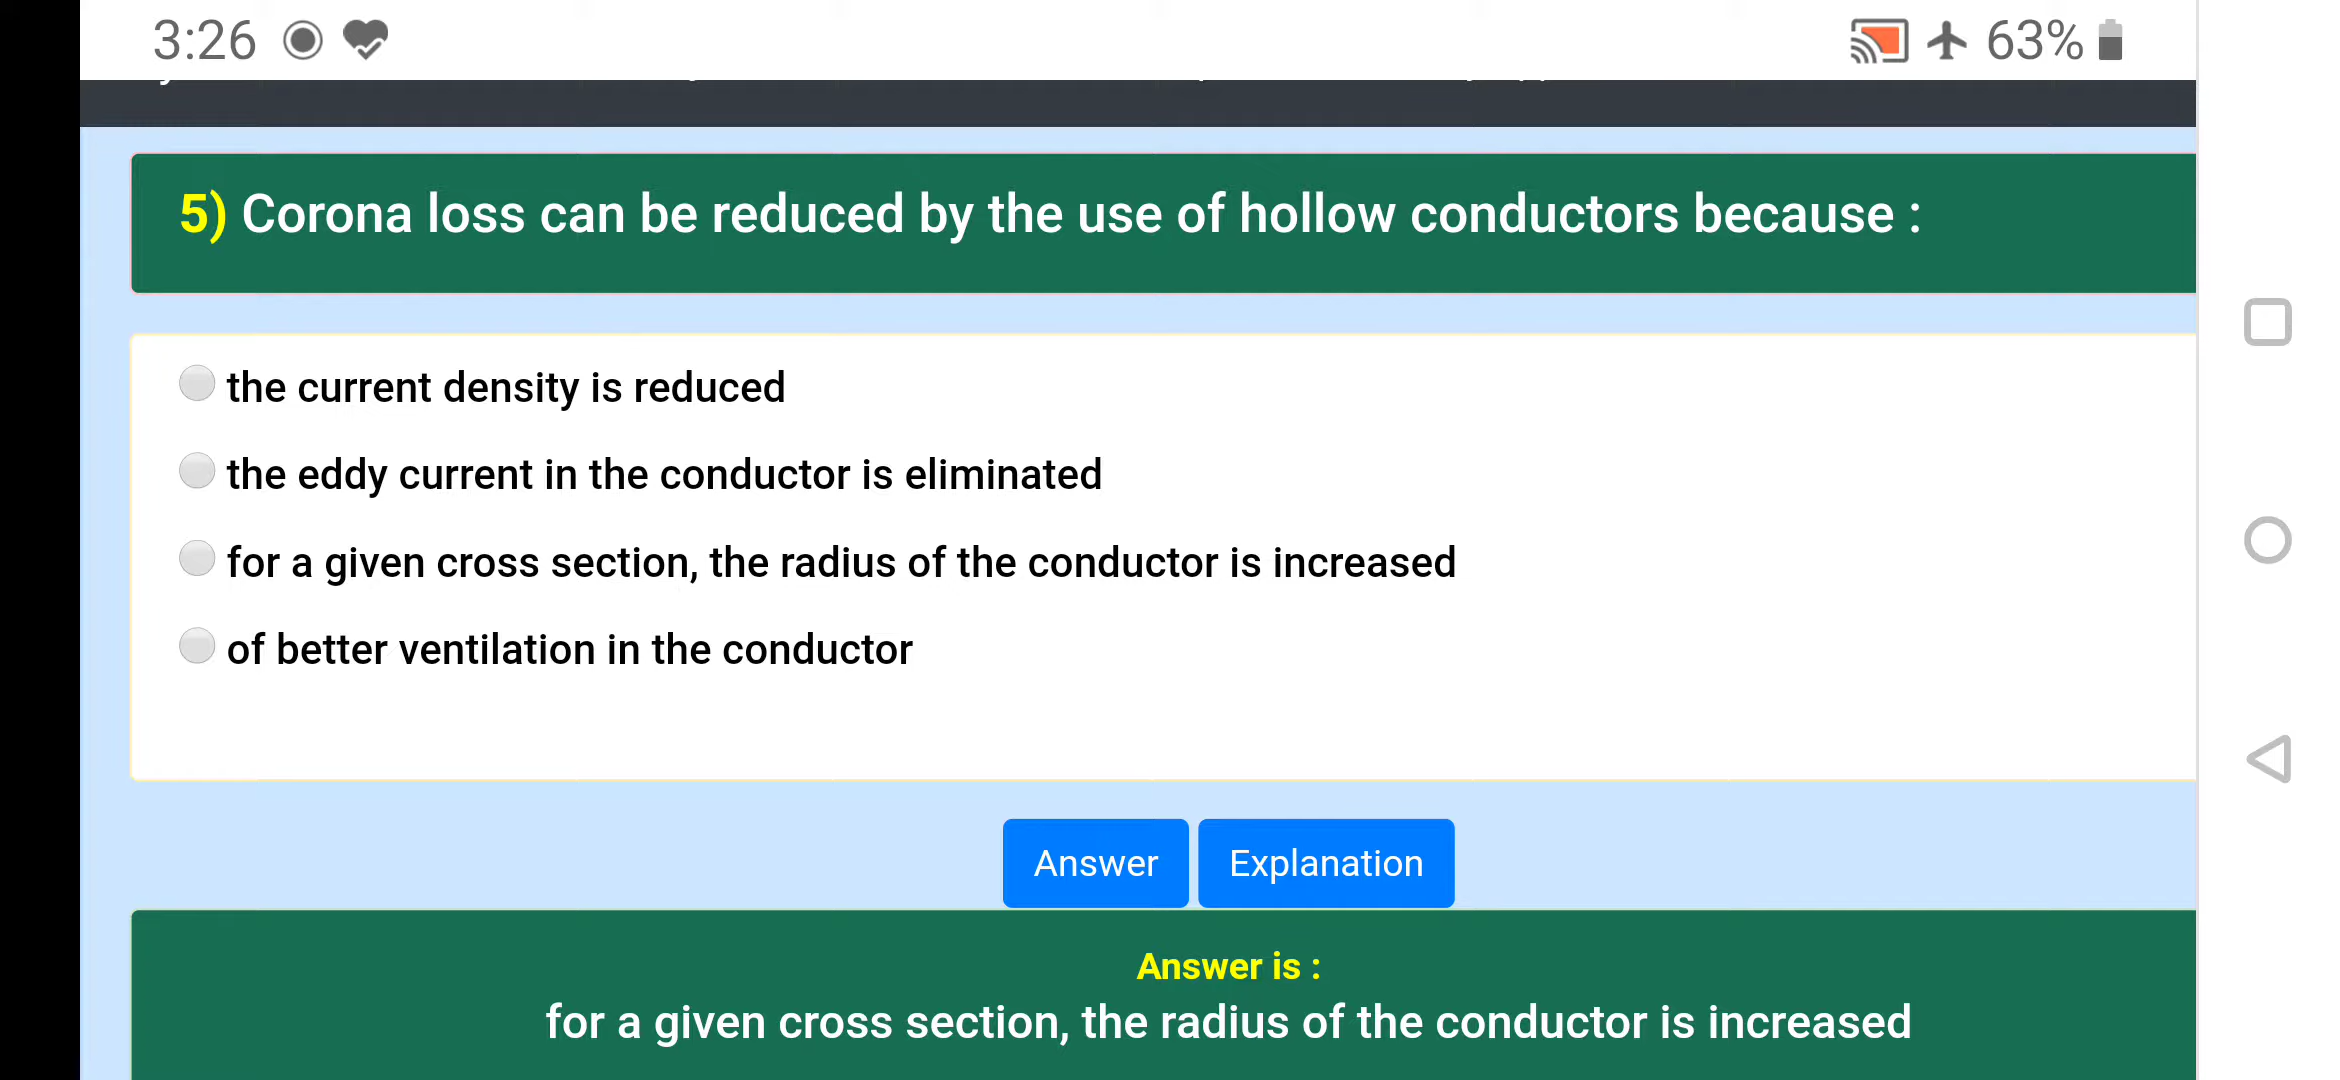 3:26 63%
5) Corona loss can be reduced by the use of hollow conductors because :
the current density is reduced
the eddy current in the conductor is eliminated
for a given cross section, the radius of the conductor is increased
of better ventilation in the conductor
Answer Explanation
Answer is :
for a given cross section, the radius of the conductor is increased